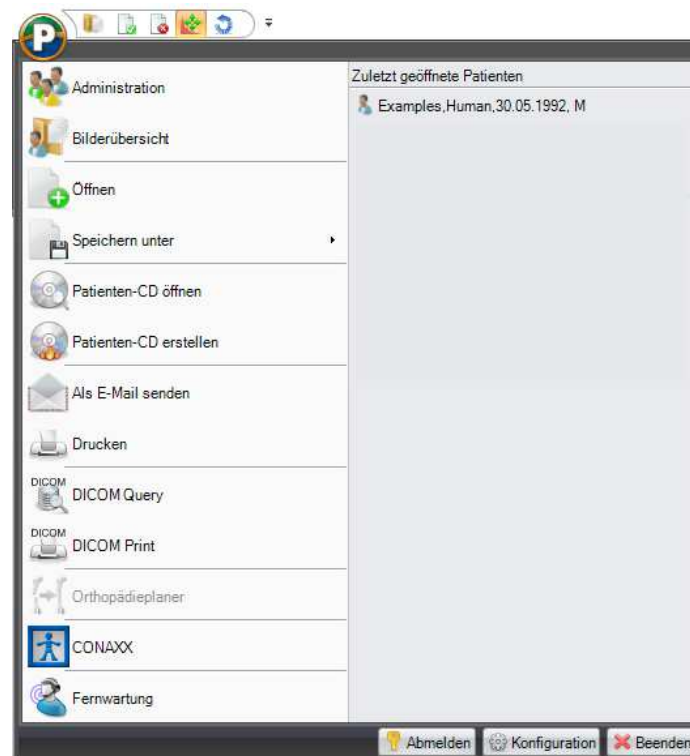 P
Zuletzt geöffnete Patienten
Examples,Human,30.05.1992, M
Administration
Bilderübersicht
Öffnen
Speichern unter
Patienten-CD öffnen
Patienten-CD erstellen
Als E-Mail senden
Drucken
DICOM
DICOM Query
DICOM
DICOM Print
Orthopädieplaner
CONAXX
Fernwartung
Abmelden
Konfiguration
Beenden